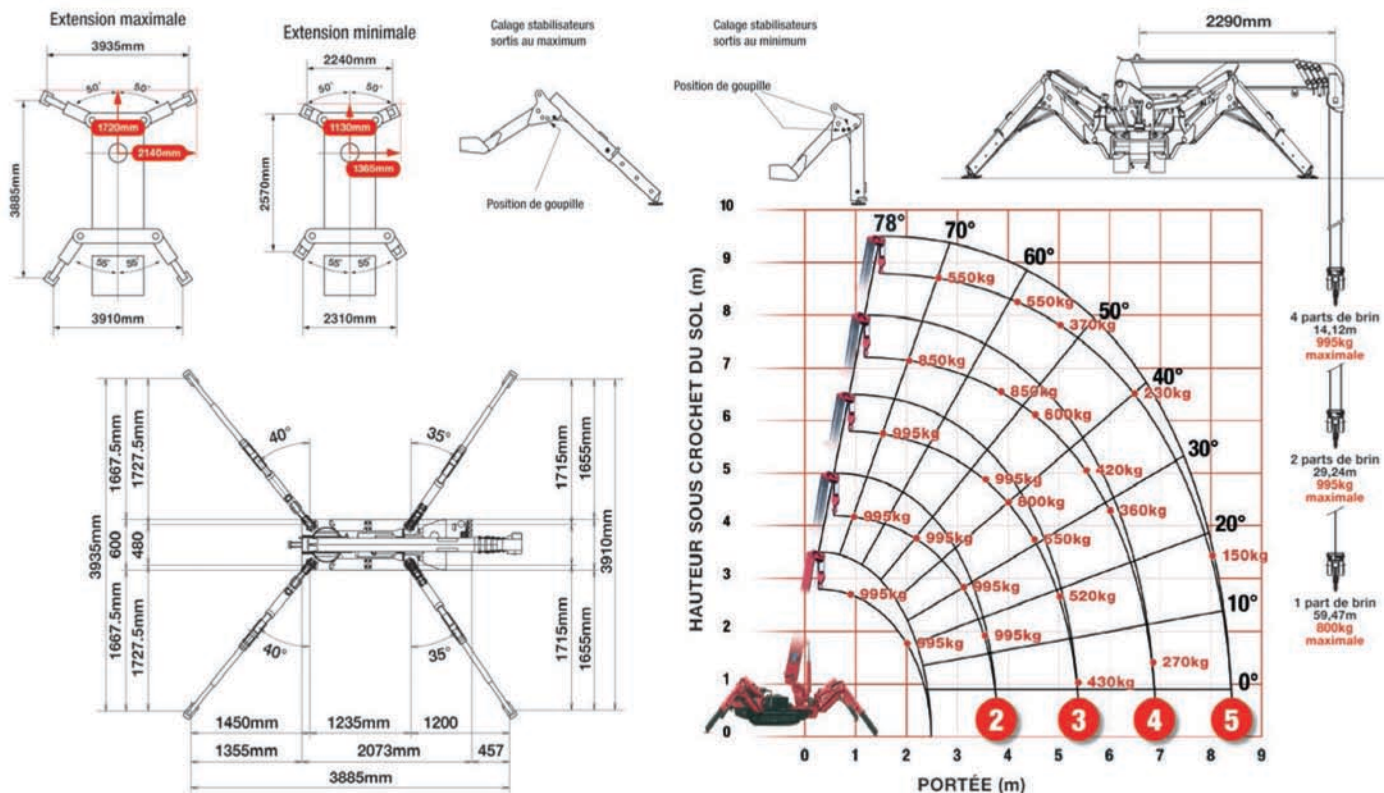 Extension maximale
3935mm
50°
50°
1720mm
2140mm
3885mm
55°
55°
3910mm
Extension minimale
2240mm
50°
50°
1130mm
1365mm
2570mm
55°
55°
2310mm
Calage stabilisateurs
sortis au maximum
Position de goupille
Calage stabilisateurs
sortis au minimum
Position de goupille
2290mm
4 parts de brin
14,12m
995kg
maximale
2 parts de brin
29,24m
995kg
maximale
1 part de brin
59,47m
800kg
maximale
3935mm
1667.5mm
600
1667.5mm
1727.5mm
480
1727.5mm
40°
35°
40°
35°
1715mm
1715mm
1655mm
1655mm
3910mm
1450mm
1235mm
1200
1355mm
2073mm
457
3885mm
HAUTEUR SOUS CROCHET DU SOL (m)
10
9
8
7
6
5
4
3
2
1
0
78°
70°
60°
50°
40°
30°
20°
10°
0°
550kg
550kg
370kg
230kg
150kg
850kg
850kg
600kg
420kg
360kg
270kg
995kg
995kg
800kg
650kg
520kg
430kg
995kg
995kg
995kg
995kg
995kg
995kg
2
3
4
5
0
1
2
3
4
5
6
7
8
9
PORTÉE (m)